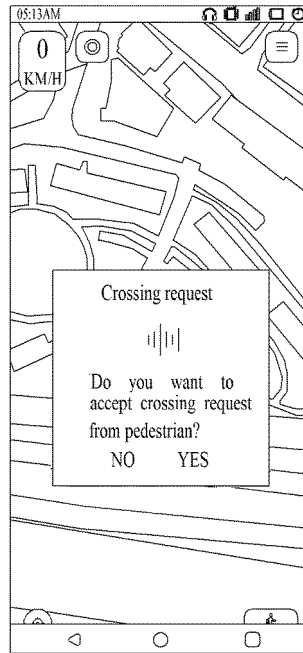 05:13AM
0
KM/H
Crossing request
Do you want to
accept crossing request
from pedestrian?
NO YES